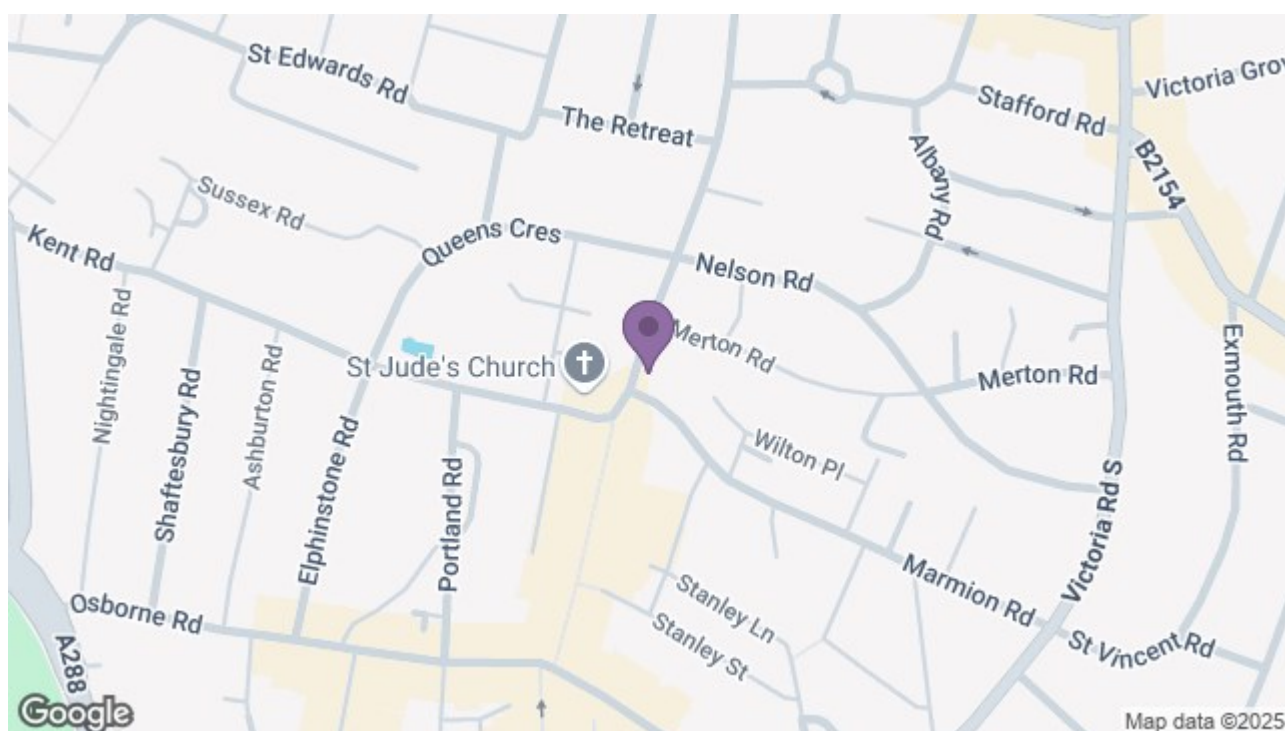 St Edwards Rd
The Retreat
Stafford Rd
Victoria Gro
B2154
Albany Rd
Sussex Rd
Queens Cres
Kent Rd
Nelson Rd
Nightingale Rd
Merton Rd
St Jude's Church
Merton Rd
Exmouth Rd
Shaftesbury Rd
Ashburton Rd
Elphinstone Rd
Portland Rd
Wilton Pl
Victoria Rd S
Marmion Rd
Stanley Ln
Stanley St
St Vincent Rd
Osborne Rd
A288
Google
Map data ©2025